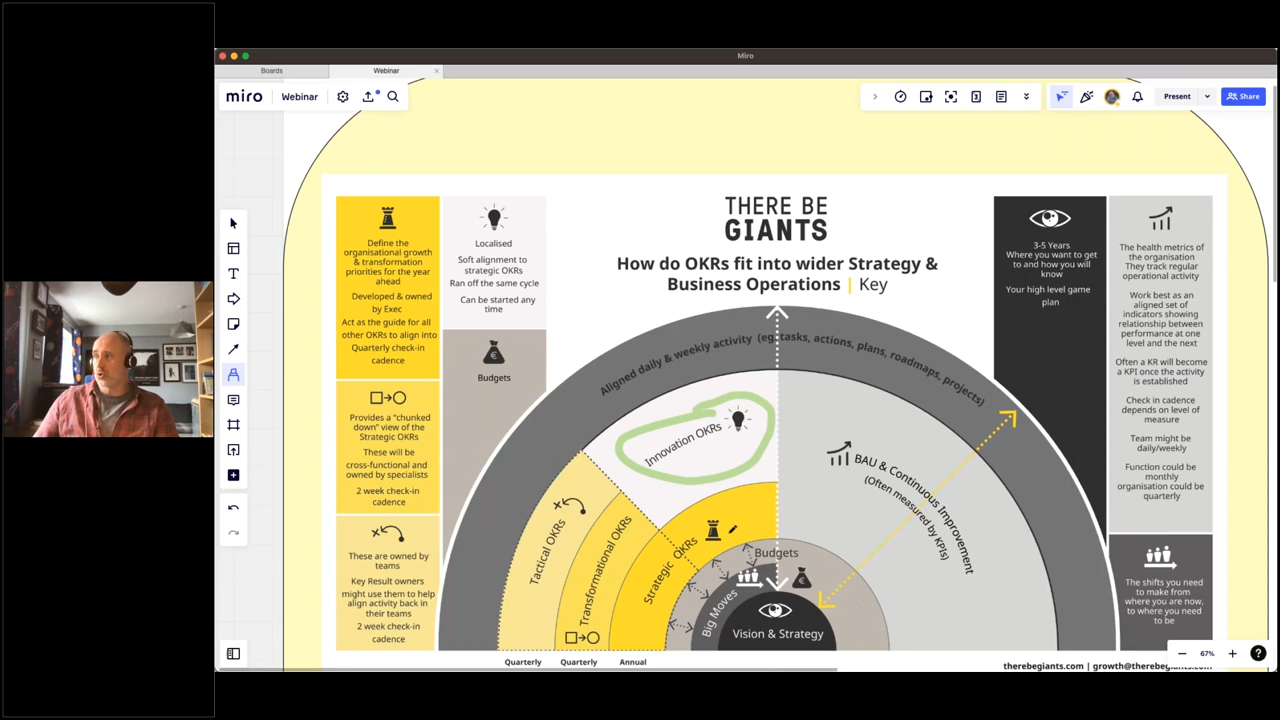 Miro
Boards
Webinar
miro
Webinar
Present
Share
THERE BE
GIANTS
How do OKRs fit into wider Strategy &
Business Operations | Key
Define the
organisational growth
& transformation
priorities for the year
ahead
Developed & owned
by Exec
Act as the guide for all
other OKRs to align into
Quarterly check-in
cadence
Provides a "chunked
down" view of the
Strategic OKRs
These will be
cross-functional and
owned by specialists
2 week check-in
cadence
These are owned by
teams
Key Result owners
might use them to help
align activity back in
their teams
2 week check-in
cadence
Localised
Soft alignment to
strategic OKRs
Ran off the same cycle
Can be started any
time
Budgets
Aligned daily & weekly activity (eg. tasks, actions, plans, roadmaps, projects)
Innovation OKRs
Tactical OKRs
Transformational OKRs
Strategic OKRs
Budgets
Big Moves
Vision & Strategy
BAU & Continuous Improvement
(Often measured by KPIs)
Quarterly
Quarterly
Annual
3-5 Years
Where you want to get
to and how you will
know
Your high level game
plan
The health metrics of
the organisation
They track regular
operational activity
Work best as an
aligned set of
indicators showing
relationship between
performance at one
level and the next
Often a KR will become
a KPI once the activity
is established
Check in cadence
depends on level of
measure
Team might be
daily/weekly
Function could be
monthly
organisation could be
quarterly
The shifts you need
to make from
where you are now,
to where you need
to be
67%
therebegiants.com | growth@therebegiants.com